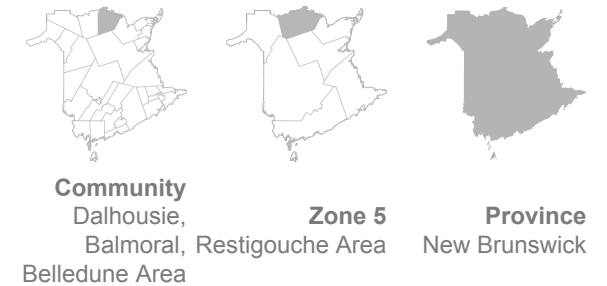 Community
Dalhousie,
Balmoral,
Belledune Area
Zone 5
Restigouche Area
Province
New Brunswick